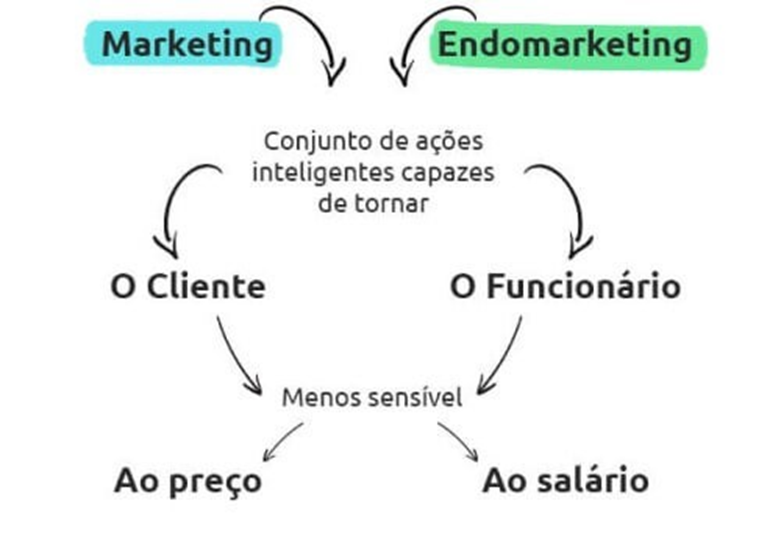 Marketing
Endomarketing
Conjunto de ações
inteligentes capazes
de tornar
O Cliente
O Funcionário
Menos sensível
Ao preço
Ao salário